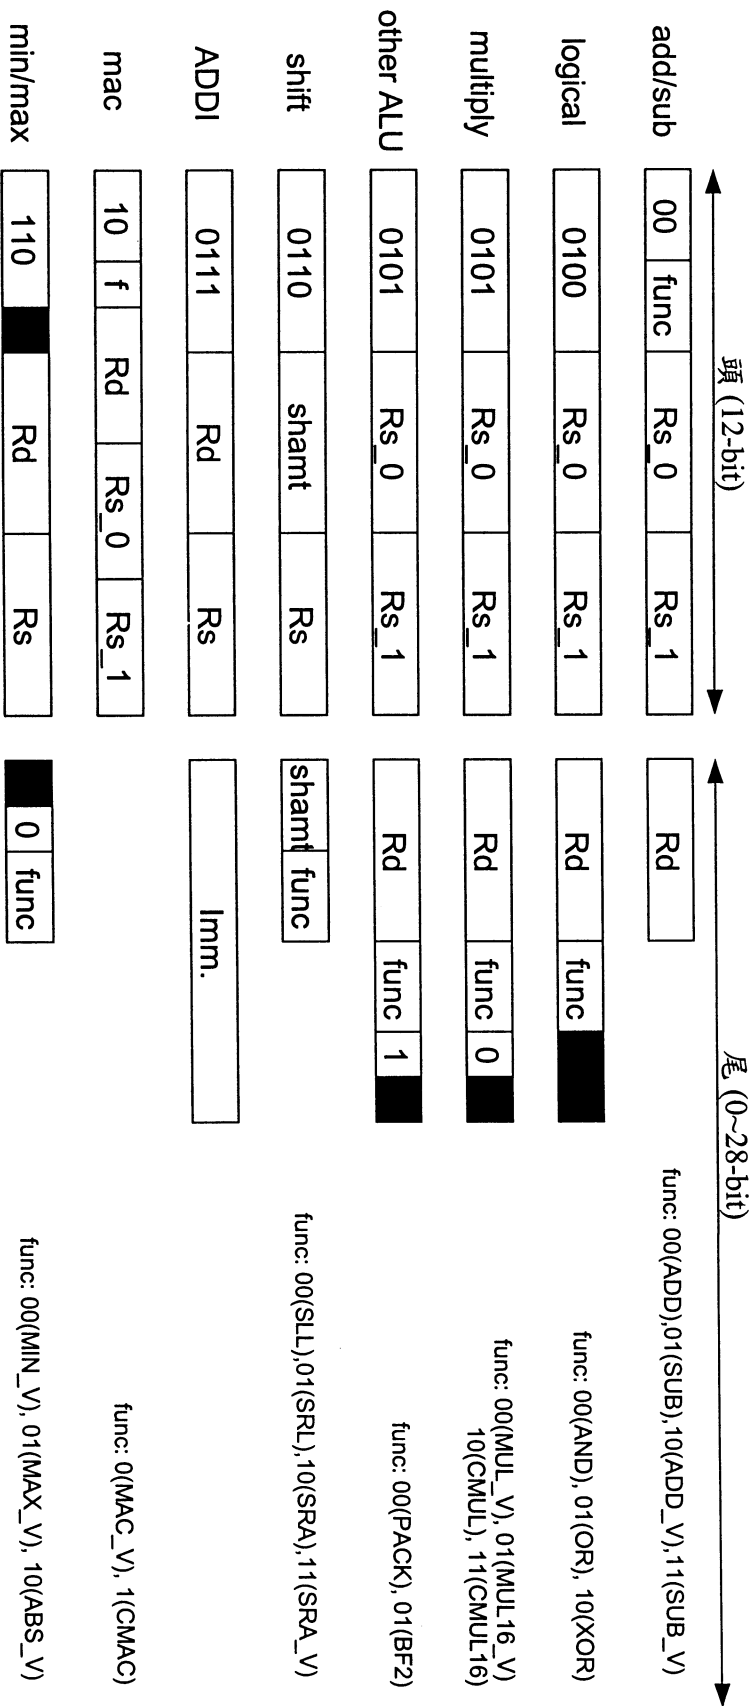 頭 (12-bit) 尾 (0~28-bit)
add/sub 00 func Rs_0 Rs_1 Rd func: 00(ADD),01(SUB),10(ADD_V),11(SUB_V)
logical 0100 Rs_0 Rs_1 Rd func func: 00(AND), 01(OR), 10(XOR)
multiply 0101 Rs_0 Rs_1 Rd func 0 func: 00(MUL_V), 01(MUL16_V)
10(CMUL), 11(CMUL16)
other ALU 0101 Rs_0 Rs_1 Rd func 1 func: 00(PACK), 01(BF2)
shift 0110 shamt Rs shamt func func: 00(SLL),01(SRL),10(SRA),11(SRA_V)
ADDI 0111 Rd Rs Imm.
mac 10 f Rd Rs_0 Rs_1 func: 0(MAC_V), 1(CMAC)
min/max 110 Rd Rs 0 func func: 00(MIN_V), 01(MAX_V), 10(ABS_V)